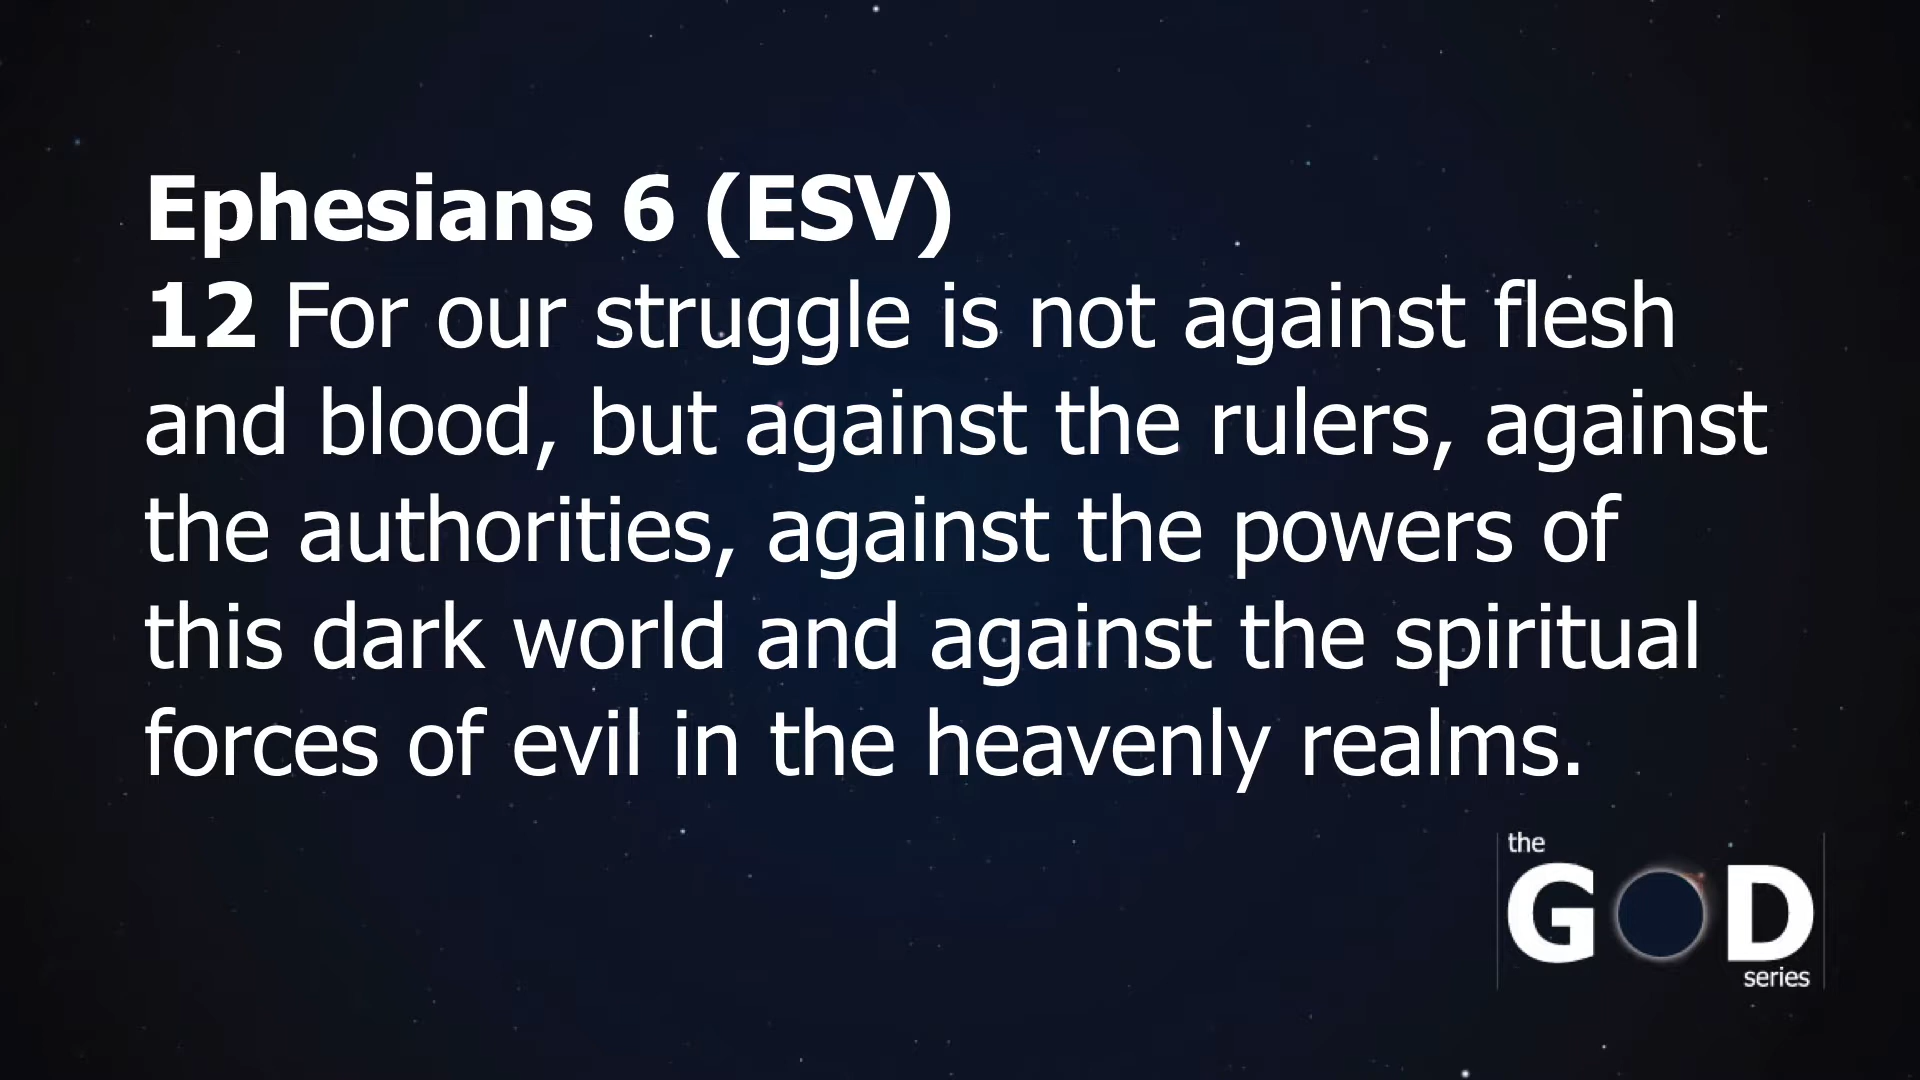 Ephesians 6 (ESV)
12 For our struggle is not against flesh
and blood, but against the rulers, against
the authorities, against the powers of
this dark world and against the spiritual
forces of evil in the heavenly realms.
the
GOD
series